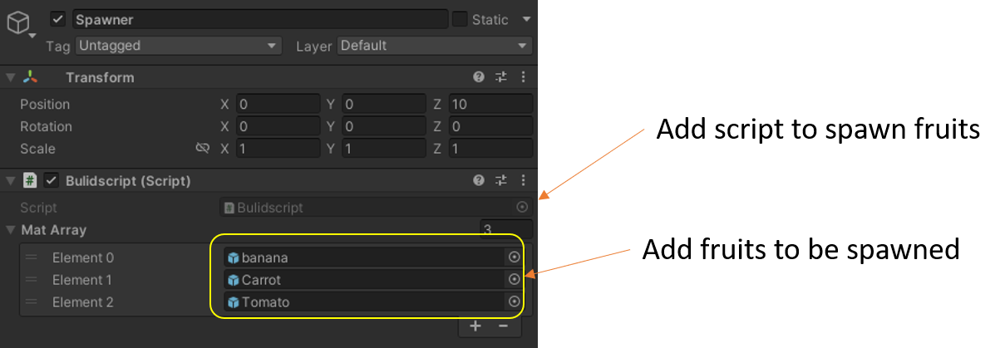 Spawner Static
Tag Untagged Layer Default
Transform
Position X 0 Y 0 Z 10
Rotation X 0 Y 0 Z 0
Scale X 1 Y 1 Z 1
Add script to spawn fruits
# Bulidscript (Script)
Script # Bulidscript
Mat Array 3
Element 0 banana
Add fruits to be spawned
Element 1 Carrot
Element 2 Tomato
+ −